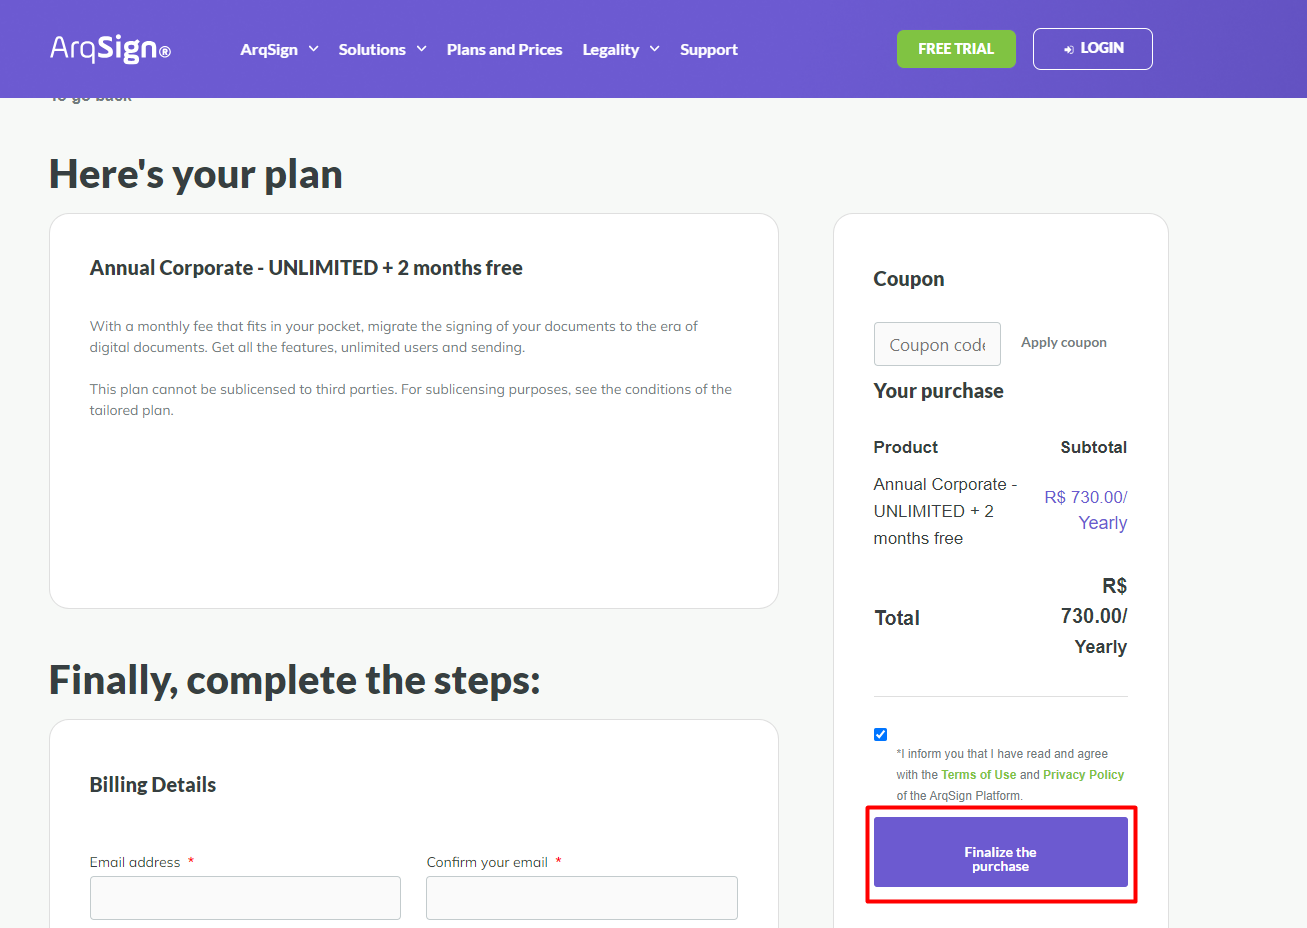 ArqSign®
ArqSign
Solutions
Plans and Prices
Legality
Support
FREE TRIAL
LOGIN
To go back
Here's your plan
Annual Corporate - UNLIMITED + 2 months free
With a monthly fee that fits in your pocket, migrate the signing of your documents to the era of
digital documents. Get all the features, unlimited users and sending.
This plan cannot be sublicensed to third parties. For sublicensing purposes, see the conditions of the
tailored plan.
Finally, complete the steps:
Billing Details
Email address *
Confirm your email *
Coupon
Coupon code
Apply coupon
Your purchase
Product
Subtotal
Annual Corporate -
UNLIMITED + 2
months free
R$ 730.00/
Yearly
Total
R$
730.00/
Yearly
*I inform you that I have read and agree
with the Terms of Use and Privacy Policy
of the ArqSign Platform.
Finalize the
purchase